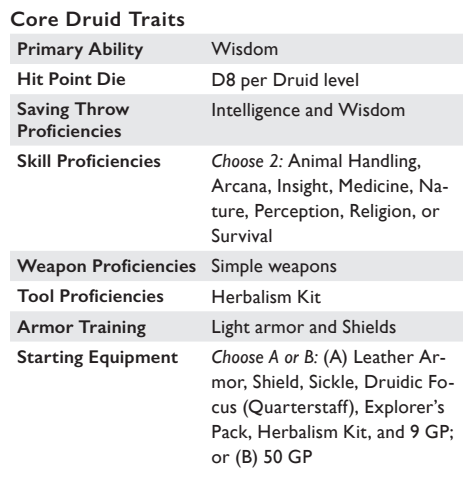 Core Druid Traits
Primary Ability Wisdom
Hit Point Die D8 per Druid level
Saving Throw Intelligence and Wisdom
Proficiencies
Skill Proficiencies Choose 2: Animal Handling,
Arcana, Insight, Medicine, Na-
ture, Perception, Religion, or
Survival
Weapon Proficiencies Simple weapons
Tool Proficiencies Herbalism Kit
Armor Training Light armor and Shields
Starting Equipment Choose A or B: (A) Leather Ar-
mor, Shield, Sickle, Druidic Fo-
cus (Quarterstaff), Explorer’s
Pack, Herbalism Kit, and 9 GP;
or (B) 50 GP